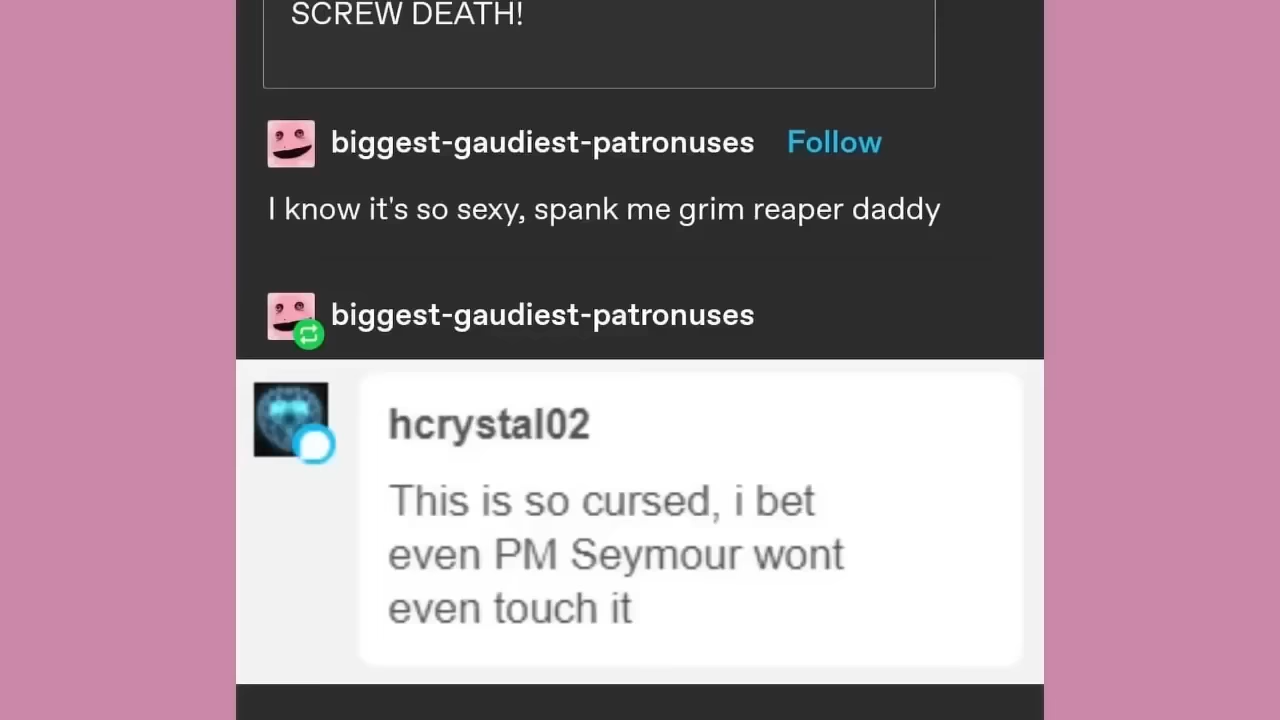 SCREW DEATH!
biggest-gaudiest-patronuses Follow
I know it's so sexy, spank me grim reaper daddy
biggest-gaudiest-patronuses
hcrystal02
This is so cursed, i bet
even PM Seymour wont
even touch it